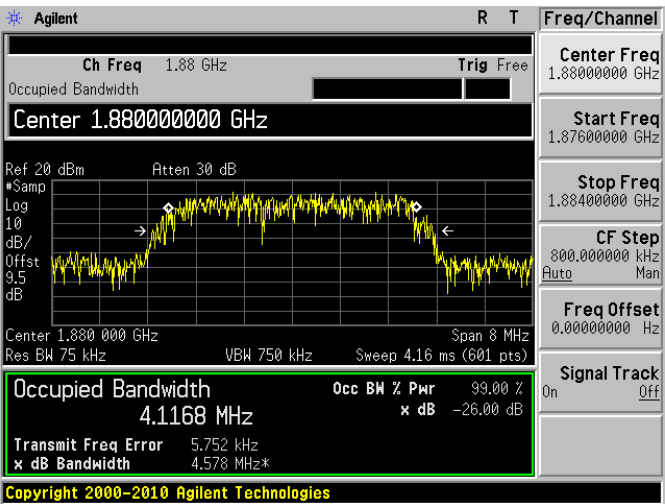 Agilent R T
Freq/Channel
Ch Freq 1.88 GHz Trig Free
Occupied Bandwidth
Center 1.880000000 GHz
Ref 20 dBm Atten 30 dB
#Samp
Log
10
dB/
Offst
9.5
dB
Center 1.880 000 GHz Span 8 MHz
Res BW 75 kHz VBW 750 kHz Sweep 4.16 ms (601 pts)
Occupied Bandwidth Occ BW % Pwr 99.00 %
4.1168 MHz x dB -26.00 dB
Transmit Freq Error 5.752 kHz
x dB Bandwidth 4.578 MHz*
Copyright 2000-2010 Agilent Technologies
Center Freq
1.88000000 GHz
Start Freq
1.87600000 GHz
Stop Freq
1.88400000 GHz
CF Step
800.000000 kHz
Auto Man
Freq Offset
0.00000000 Hz
Signal Track
On Off